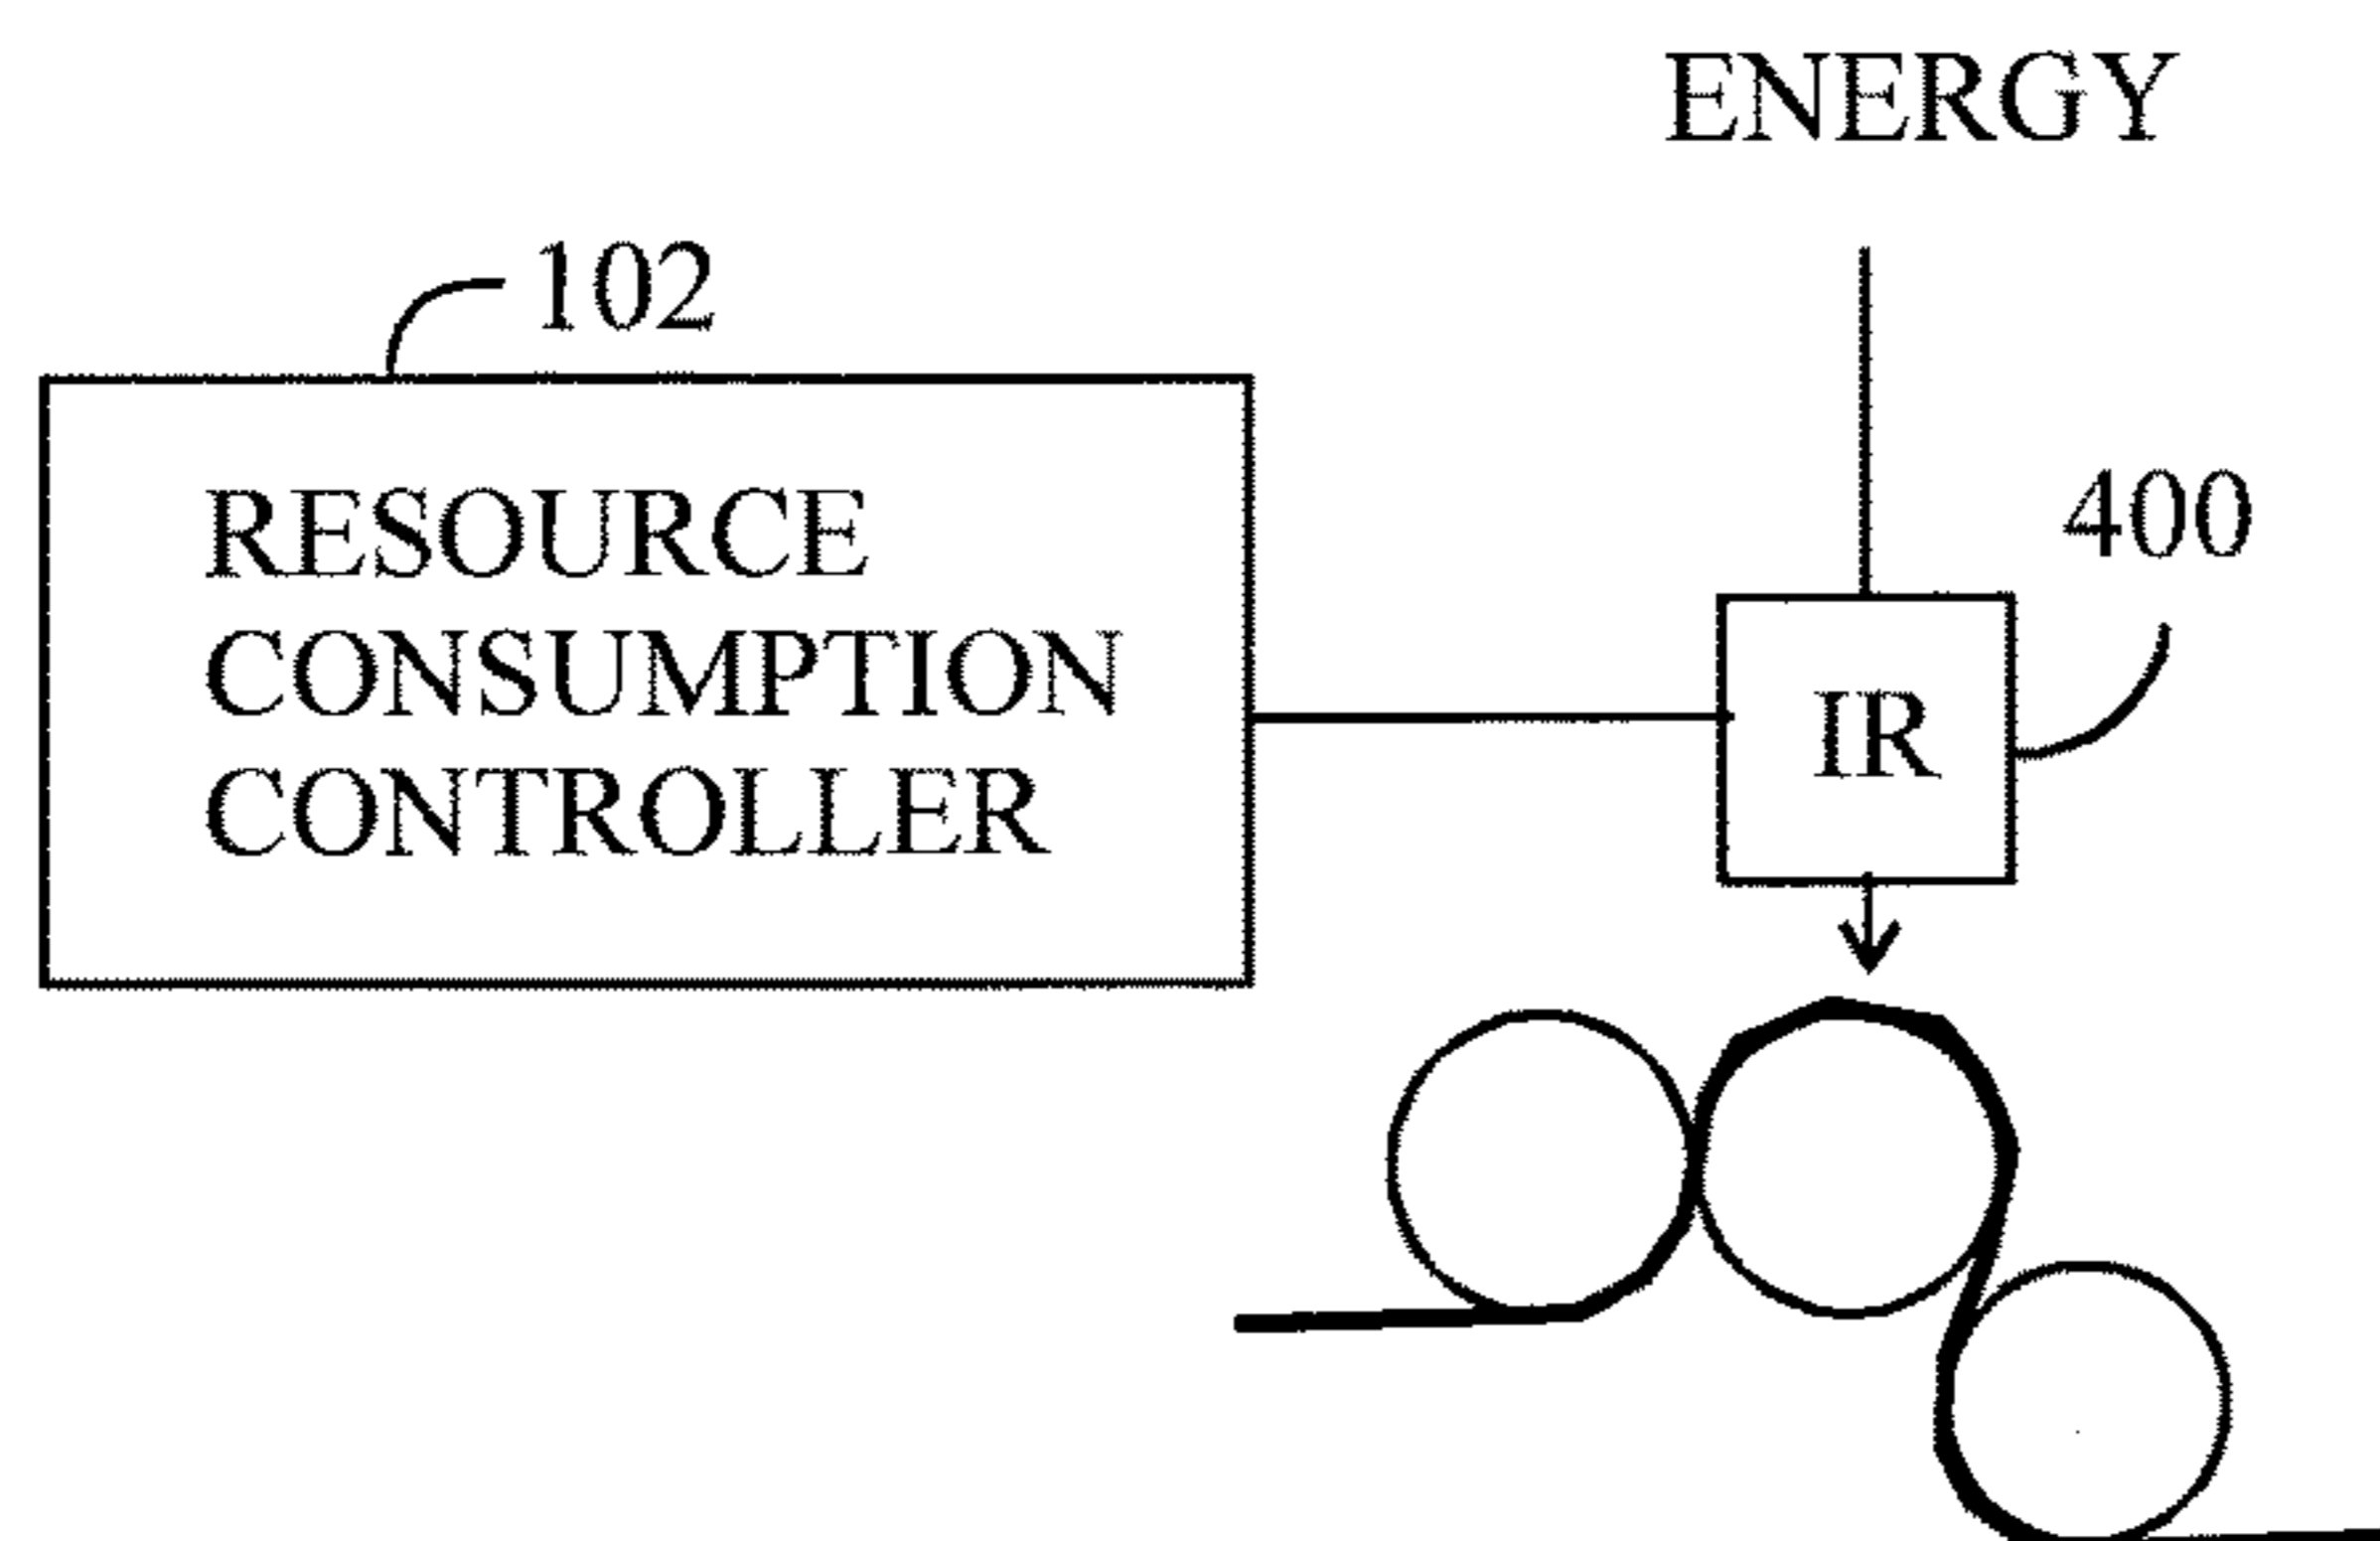 ENERGY
102
RESOURCE
CONSUMPTION
CONTROLLER
400
IR